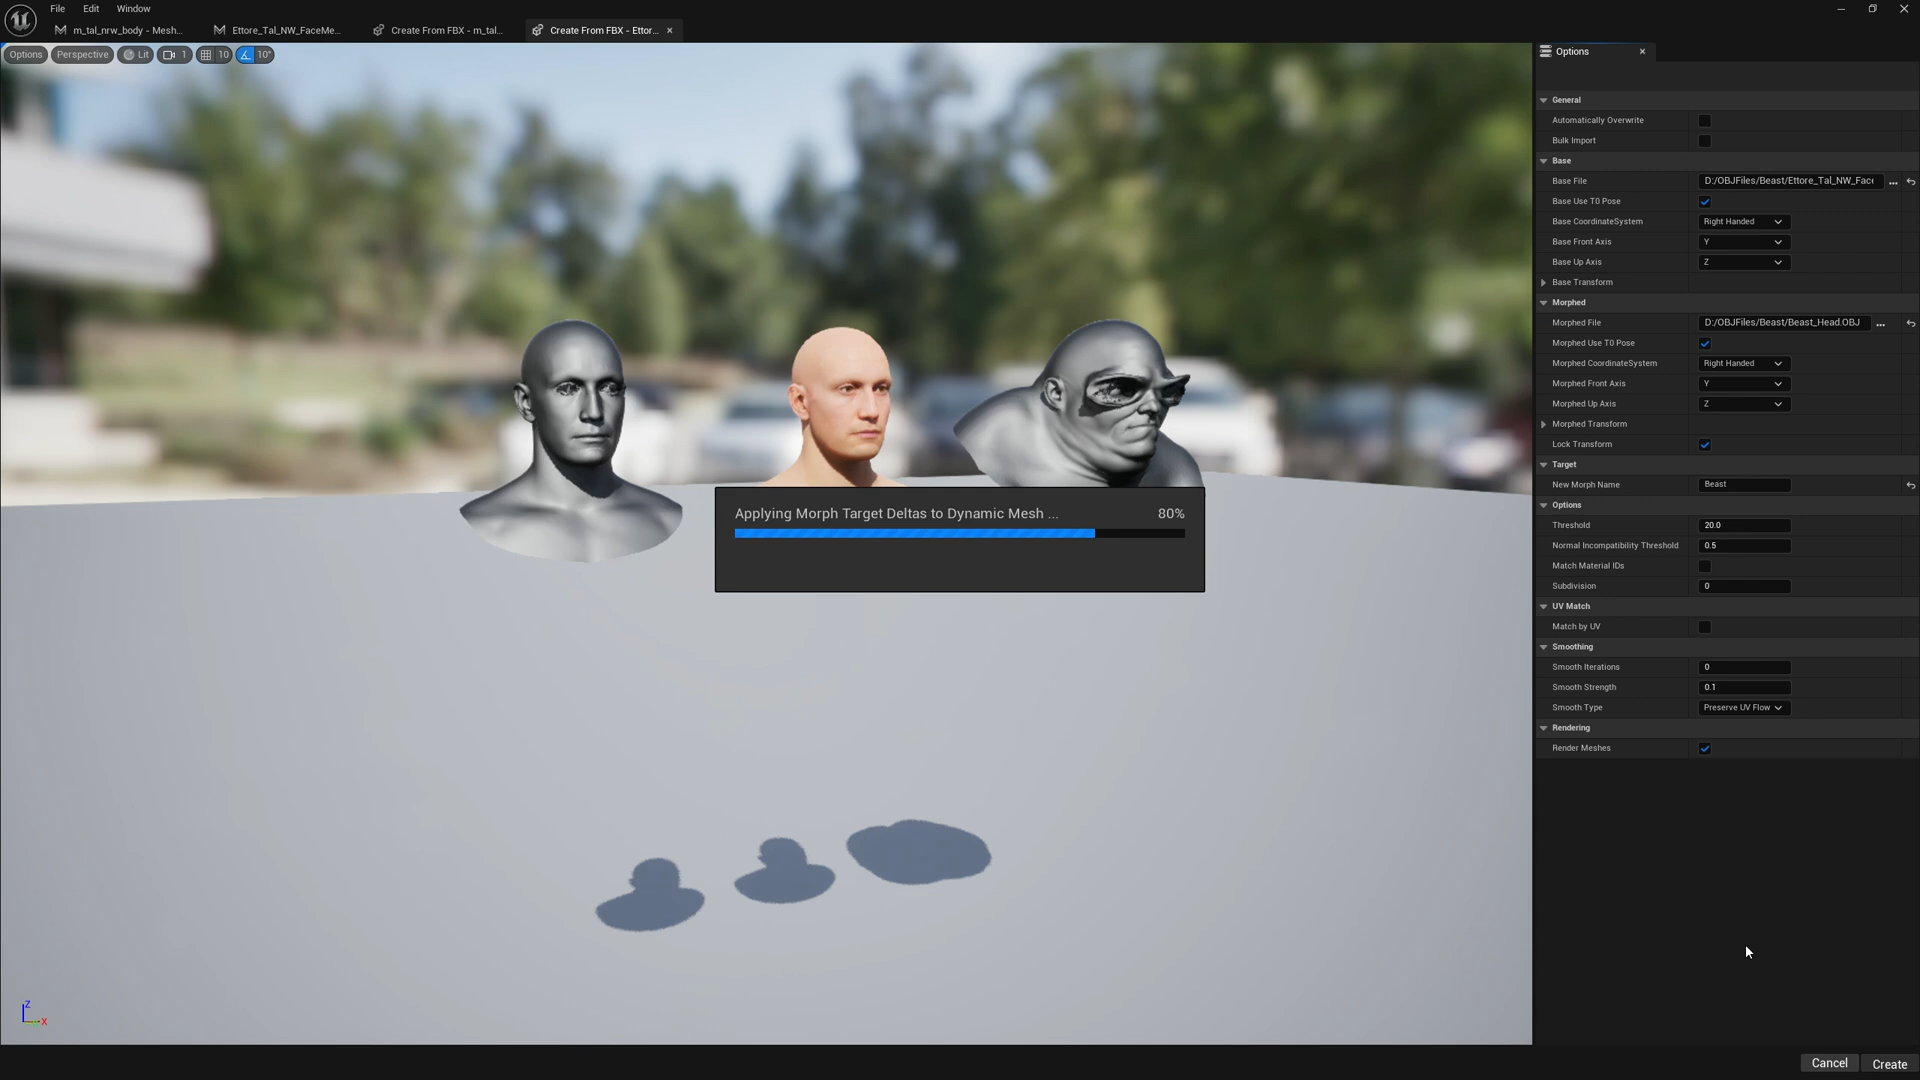 File Edit Window
m_tal_nrw_body - Mesh...
Ettore_Tal_NW_FaceMe...
Create From FBX - m_tal...
Create From FBX - Ettor...
Options Perspective Lit 1 10 10°
Options
General
Automatically Overwrite
Bulk Import
Base
Base File D:/OBJFiles/Beast/Ettore_Tal_NW_Face ...
Base Use T0 Pose
Base CoordinateSystem Right Handed
Base Front Axis Y
Base Up Axis Z
Base Transform
Morphed
Morphed File D:/OBJFiles/Beast/Beast_Head.OBJ ...
Morphed Use T0 Pose
Morphed CoordinateSystem Right Handed
Morphed Front Axis Y
Morphed Up Axis Z
Morphed Transform
Lock Transform
Target
New Morph Name Beast
Options
Threshold 20.0
Normal Incompatibility Threshold 0.5
Match Material IDs
Subdivision 0
UV Match
Match by UV
Smoothing
Smooth Iterations 0
Smooth Strength 0.1
Smooth Type Preserve UV Flow
Rendering
Render Meshes
Applying Morph Target Deltas to Dynamic Mesh ... 80%
Z
X
Cancel Create